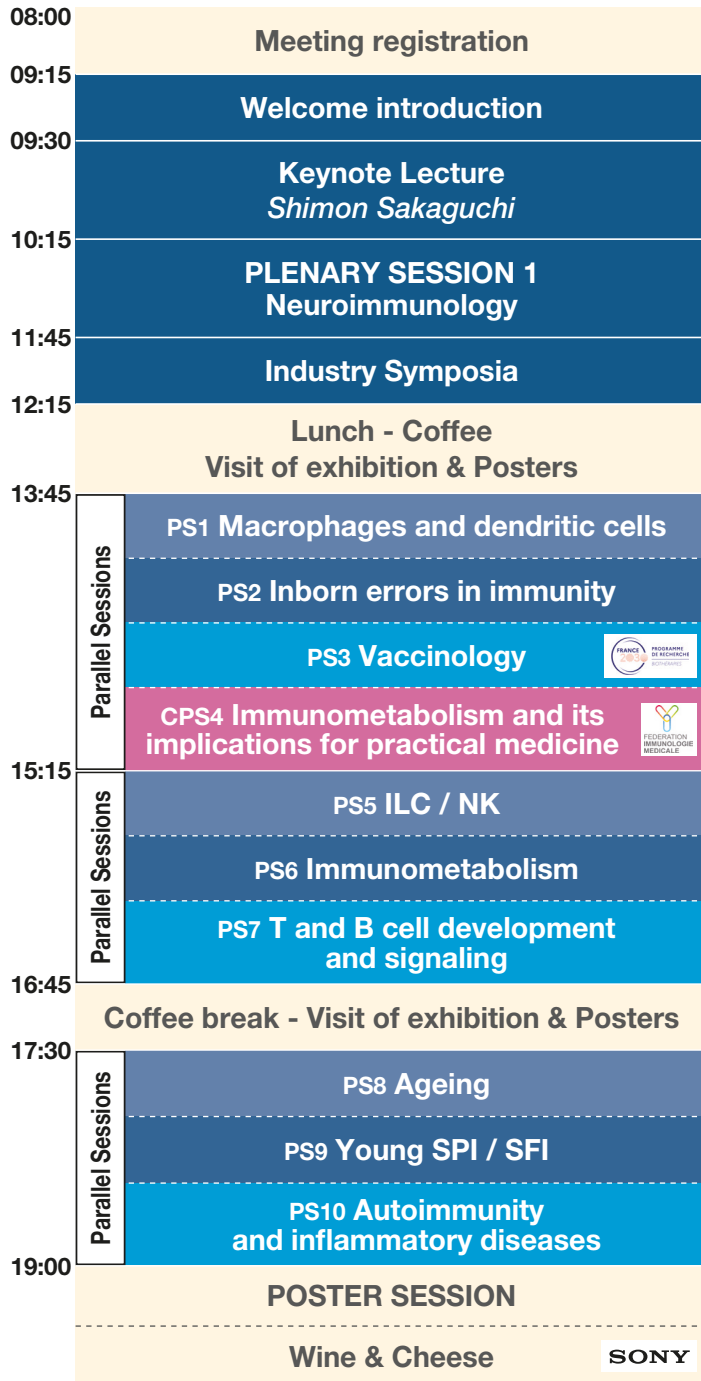 08:00
Meeting registration
09:15
Welcome introduction
09:30
Keynote Lecture
Shimon Sakaguchi
10:15
PLENARY SESSION 1
Neuroimmunology
11:45
Industry Symposia
12:15
Lunch - Coffee
Visit of exhibition & Posters
13:45
Parallel Sessions
PS1 Macrophages and dendritic cells
PS2 Inborn errors in immunity
PS3 Vaccinology
FRANCE
2030
PROGRAMME
DE RECHERCHE
BIOTHÉRAPIES
CPS4 Immunometabolism and its
implications for practical medicine
FEDERATION
IMMUNOLOGIE
MEDICALE
15:15
Parallel Sessions
PS5 ILC / NK
PS6 Immunometabolism
PS7 T and B cell development
and signaling
16:45
Coffee break - Visit of exhibition & Posters
17:30
Parallel Sessions
PS8 Ageing
PS9 Young SPI / SFI
PS10 Autoimmunity
and inflammatory diseases
19:00
POSTER SESSION
Wine & Cheese
SONY